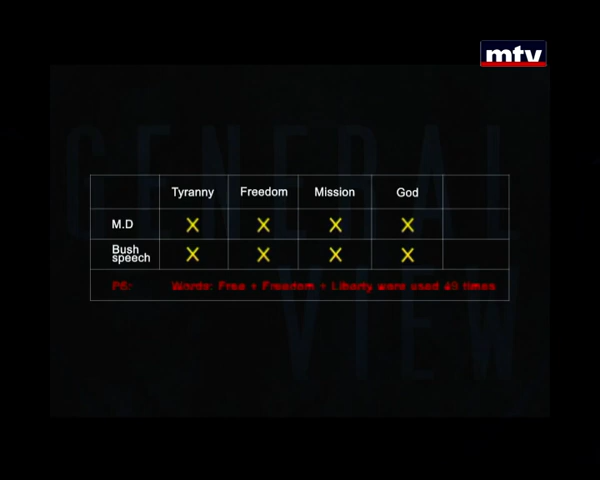 mtv
GENERAL
VIEW
Tyranny Freedom Mission God
M.D X X X X
Bush speech X X X X
PS: Words: Free + Freedom + Liberty were used 49 times